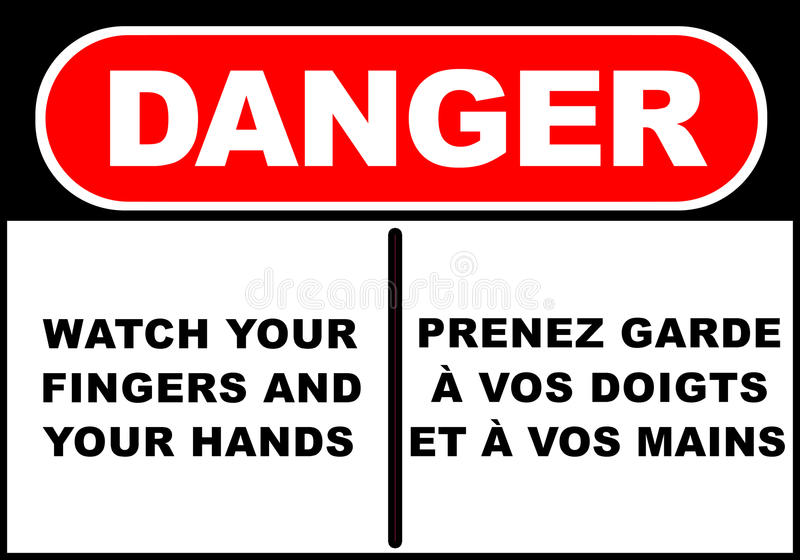 DANGER
WATCH YOUR
FINGERS AND
YOUR HANDS
PRENEZ GARDE
À VOS DOIGTS
ET À VOS MAINS
dreamstime